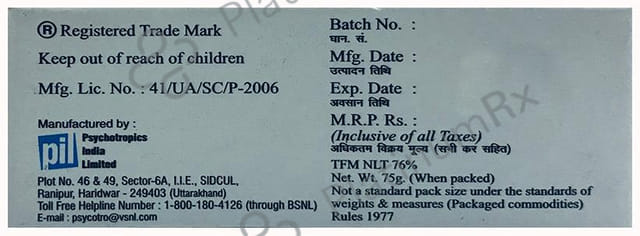 ® Registered Trade Mark
Keep out of reach of children
Mfg. Lic. No. : 41/UA/SC/P-2006
Manufactured by :
pil Psychotropics
India
Limited
Plot No. 46 & 49, Sector-6A, I.I.E., SIDCUL,
Ranipur, Haridwar - 249403 (Uttarakhand)
Toll Free Helpline Number : 1-800-180-4126 (through BSNL)
E-mail : psycotro@vsnl.com
Batch No. :
घान. सं.
Mfg. Date :
उत्पादन तिथि
Exp. Date :
अवसान तिथि
M.R.P. Rs. :
(Inclusive of all Taxes)
अधिकतम विक्रय मूल्य (सभी कर सहित)
TFM NLT 76%
Net. Wt. 75g. (When packed)
Not a standard pack size under the standards of
weights & measures (Packaged commodities)
Rules 1977